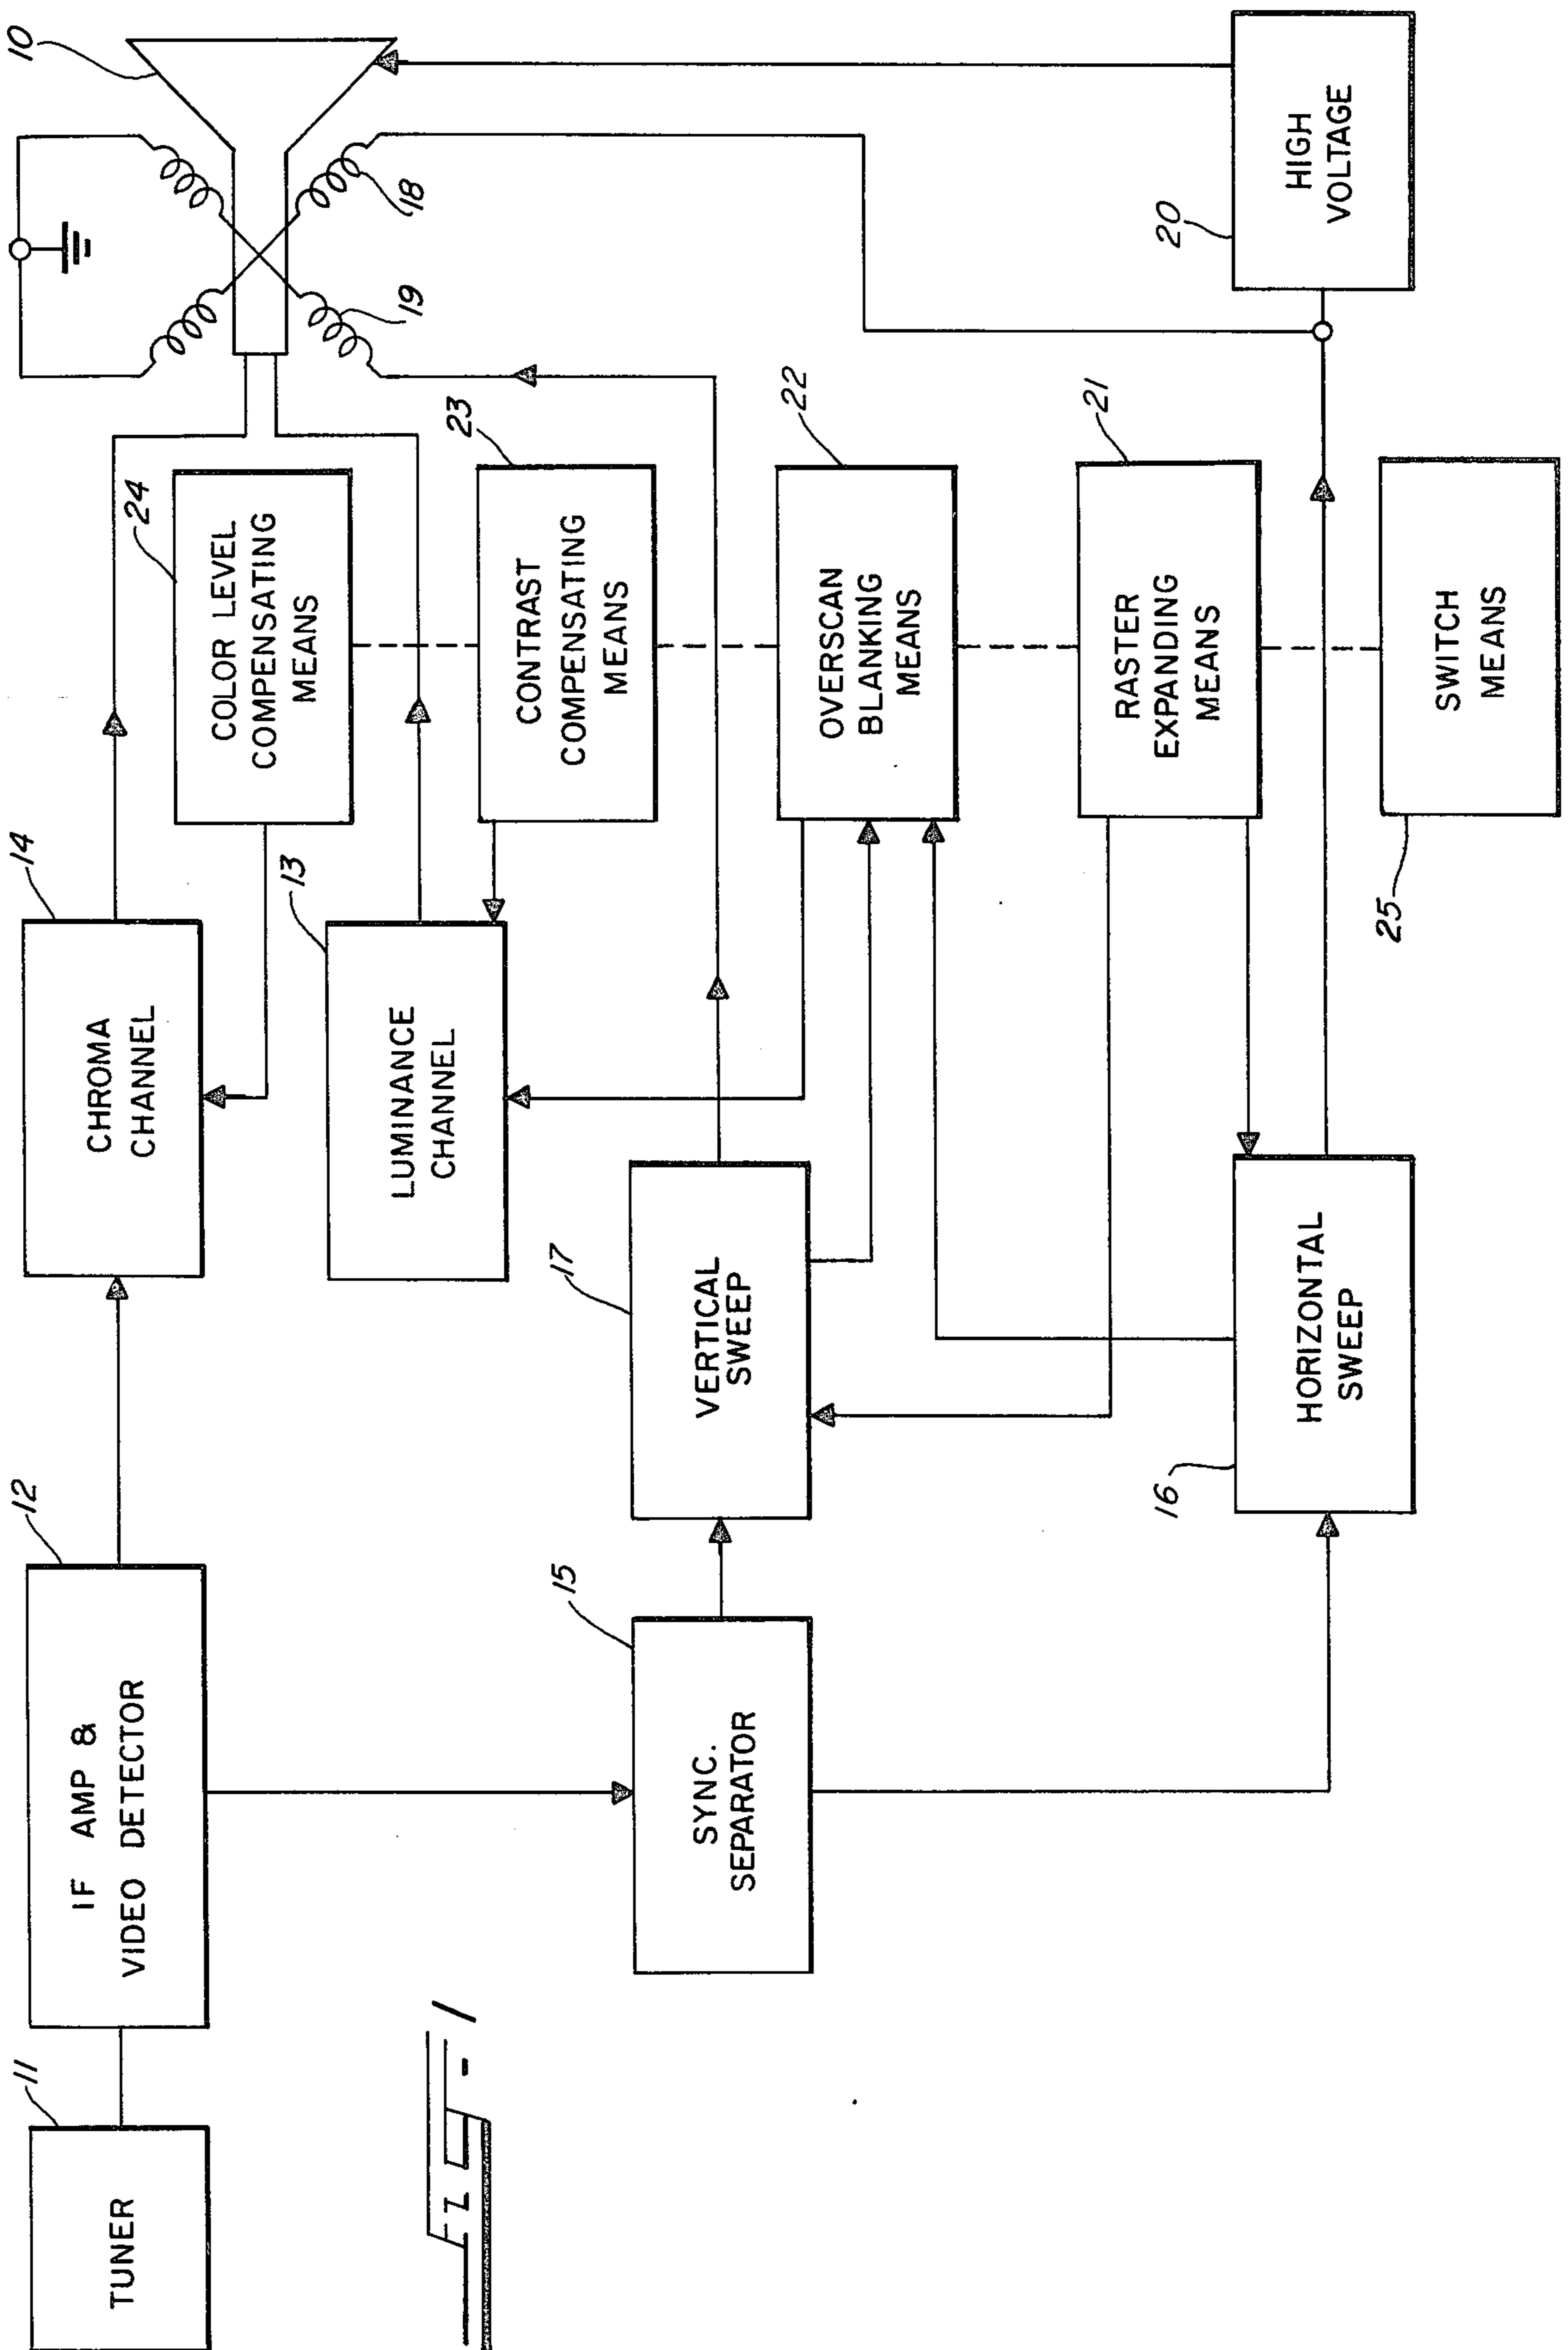 TUNER
11
IF AMP &
VIDEO DETECTOR
12
CHROMA
CHANNEL
14
COLOR LEVEL
COMPENSATING
MEANS
24
10
LUMINANCE
CHANNEL
13
CONTRAST
COMPENSATING
MEANS
23
19
18
SYNC.
SEPARATOR
15
VERTICAL
SWEEP
17
OVERSCAN
BLANKING
MEANS
22
RASTER
EXPANDING
MEANS
21
HORIZONTAL
SWEEP
16
SWITCH
MEANS
25
HIGH
VOLTAGE
20
FIG-1